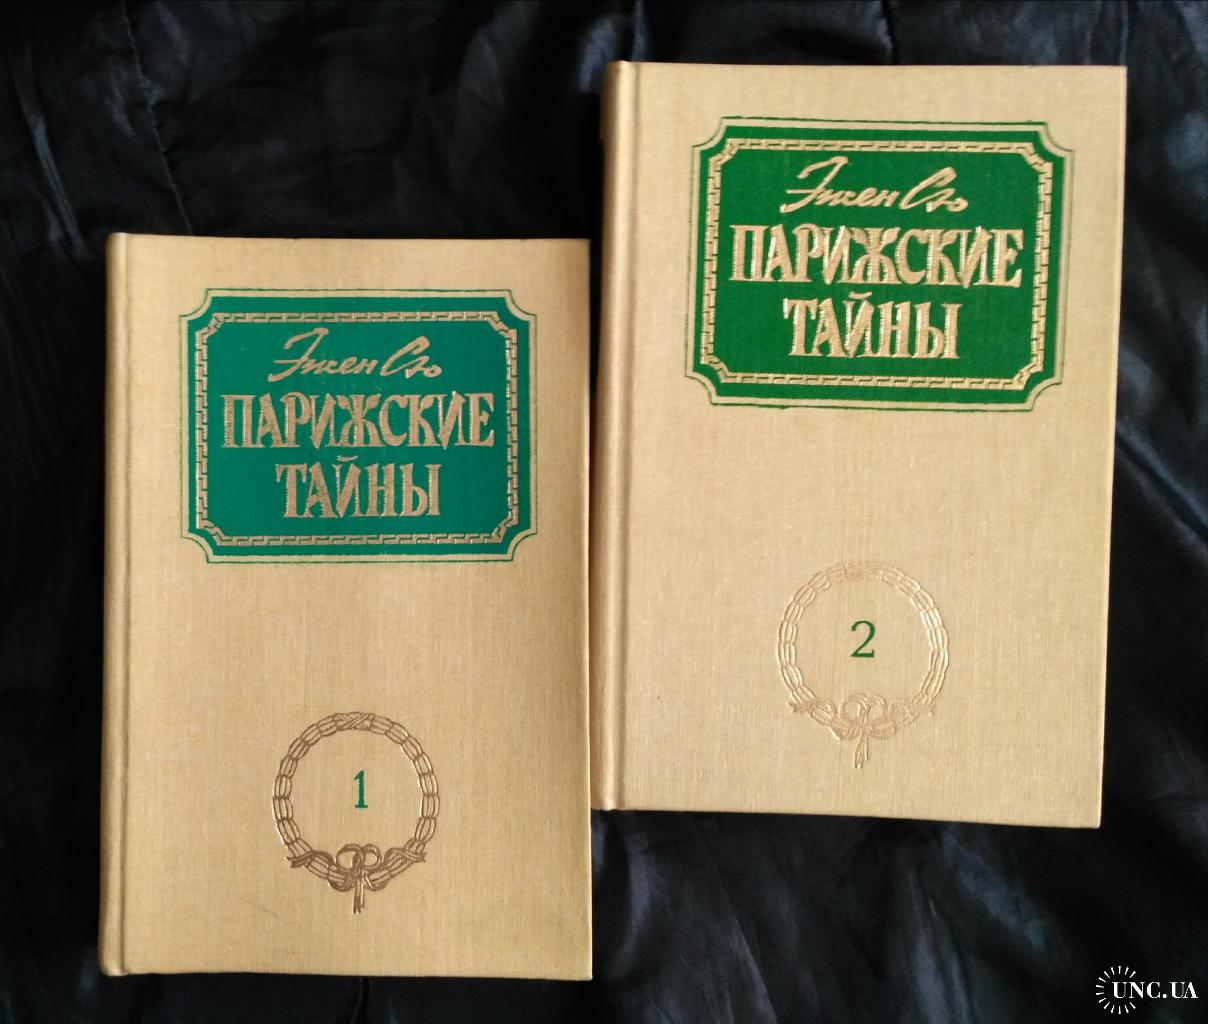 Эжен Сю
ПАРИЖСКИЕ
ТАЙНЫ
1
Эжен Сю
ПАРИЖСКИЕ
ТАЙНЫ
2
UNC.UA